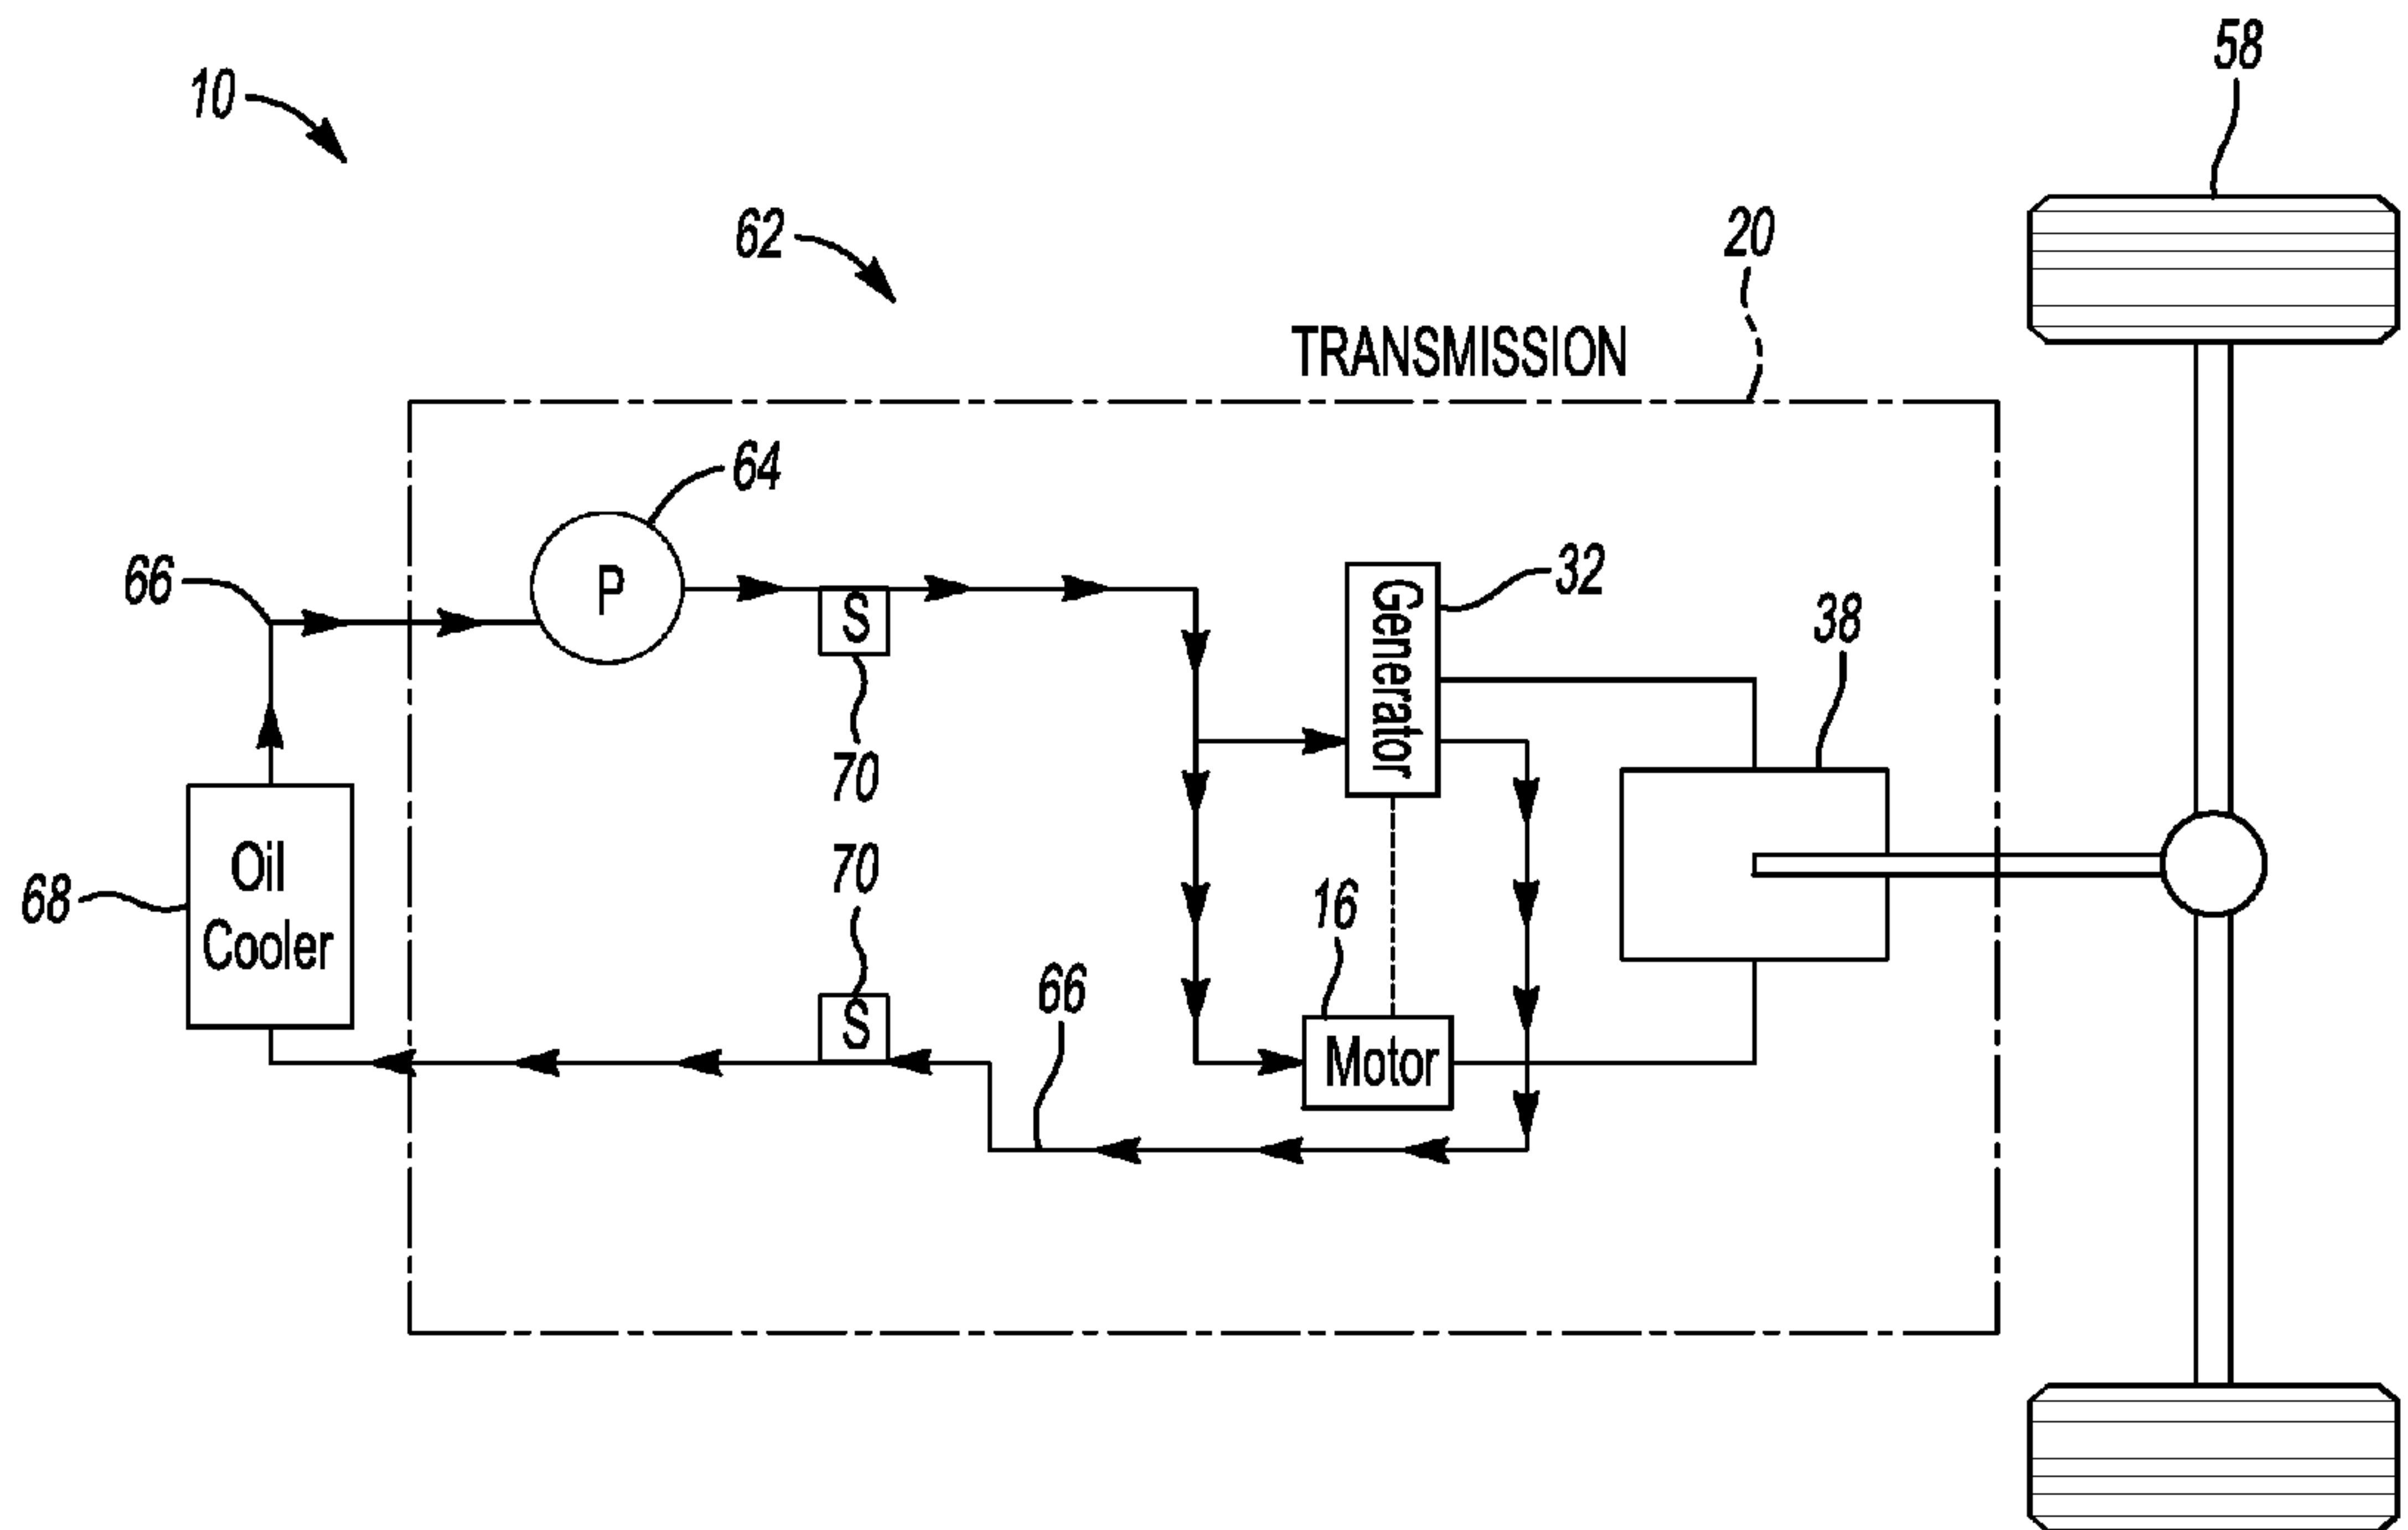 58
10
62
20
TRANSMISSION
64
66
P
32
S
Generator
38
70
70
Oil
Cooler
68
16
66
S
Motor